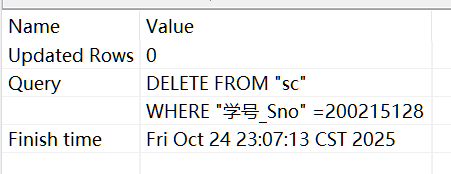 Name Value
Updated Rows 0
Query DELETE FROM "sc"
WHERE "学号_Sno" =200215128
Finish time Fri Oct 24 23:07:13 CST 2025